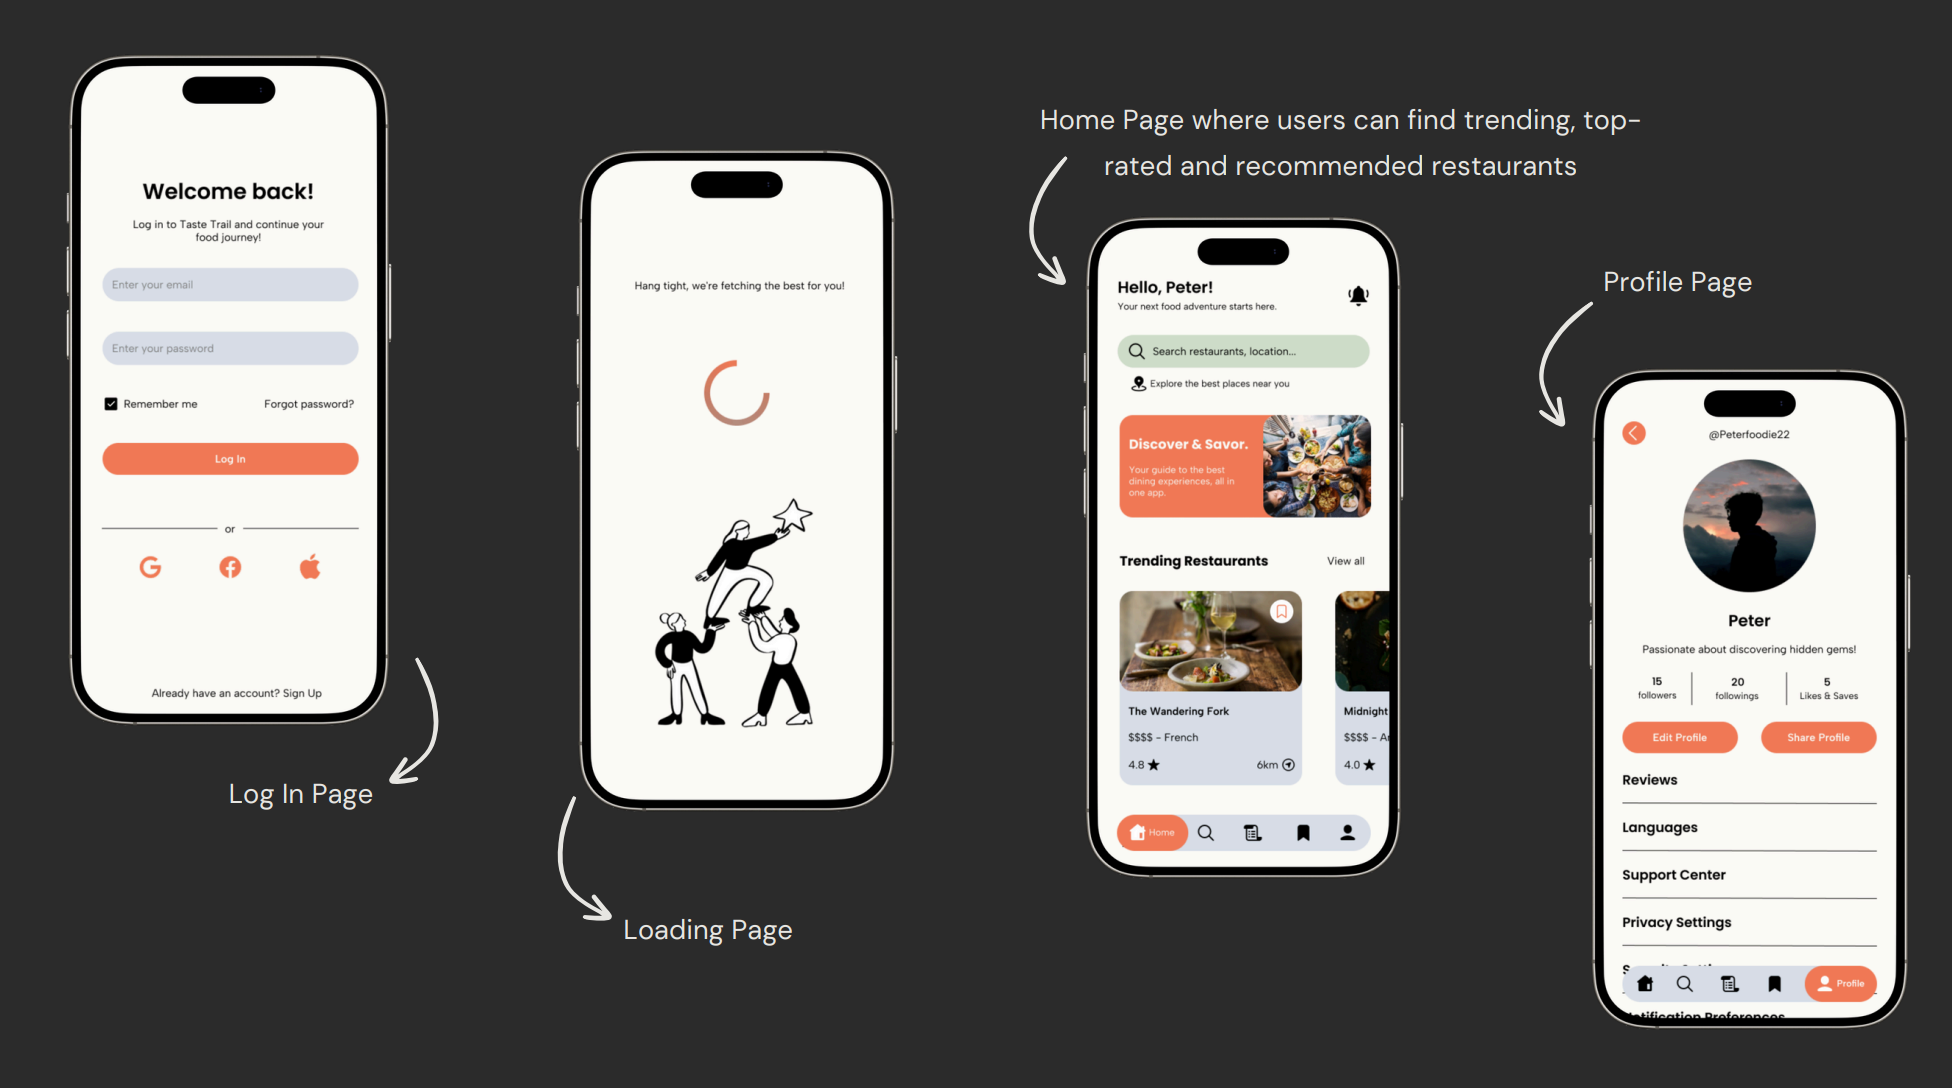 Welcome back!
Log in to Taste Trail and continue your
food journey!
Enter your email
Enter your password
Remember me
Forgot password?
Log In
or
Already have an account? Sign Up
Log In Page
Hang tight, we're fetching the best for you!
Loading Page
Home Page where users can find trending, top-
rated and recommended restaurants
Hello, Peter!
Your next food adventure starts here.
Search restaurants, location...
Explore the best places near you
Discover & Savor.
Your guide to the best
dining experiences, all in
one app.
Trending Restaurants
View all
The Wandering Fork
$$$$ - French
4.8
6km
Midnight
$$$$ - A
4.0
Home
Profile Page
@Peterfoodie22
Peter
Passionate about discovering hidden gems!
15
followers
20
followings
5
Likes & Saves
Edit Profile
Share Profile
Reviews
Languages
Support Center
Privacy Settings
Profile
Notification Preferences